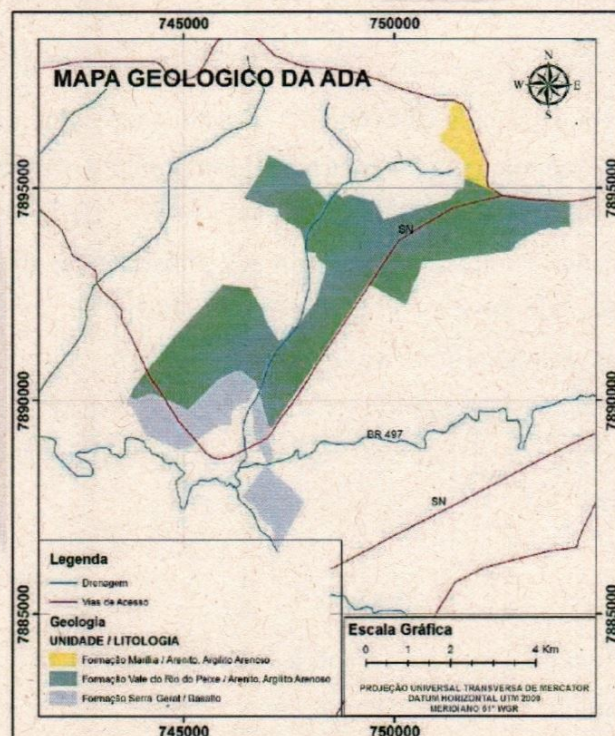 745000 750000
MAPA GEOLOGICO DA ADA
N
W E
S
7895000 7895000
SN
7890000 7890000
BR 497
SN
7885000 7885000
Legenda
Drenagem
Vias de Acesso
Geologia
UNIDADE / LITOLOGIA
Formação Marília / Arenito, Argilito Arenoso
Formação Vale do Rio do Peixe / Arenito, Argilito Arenoso
Formação Serra Geral / Basalto
Escala Gráfica
0 1 2 4 Km
PROJEÇÃO UNIVERSAL TRANSVERSA DE MERCATOR
DATUM HORIZONTAL UTM 2000
MERIDIANO 51° WGR
745000 750000